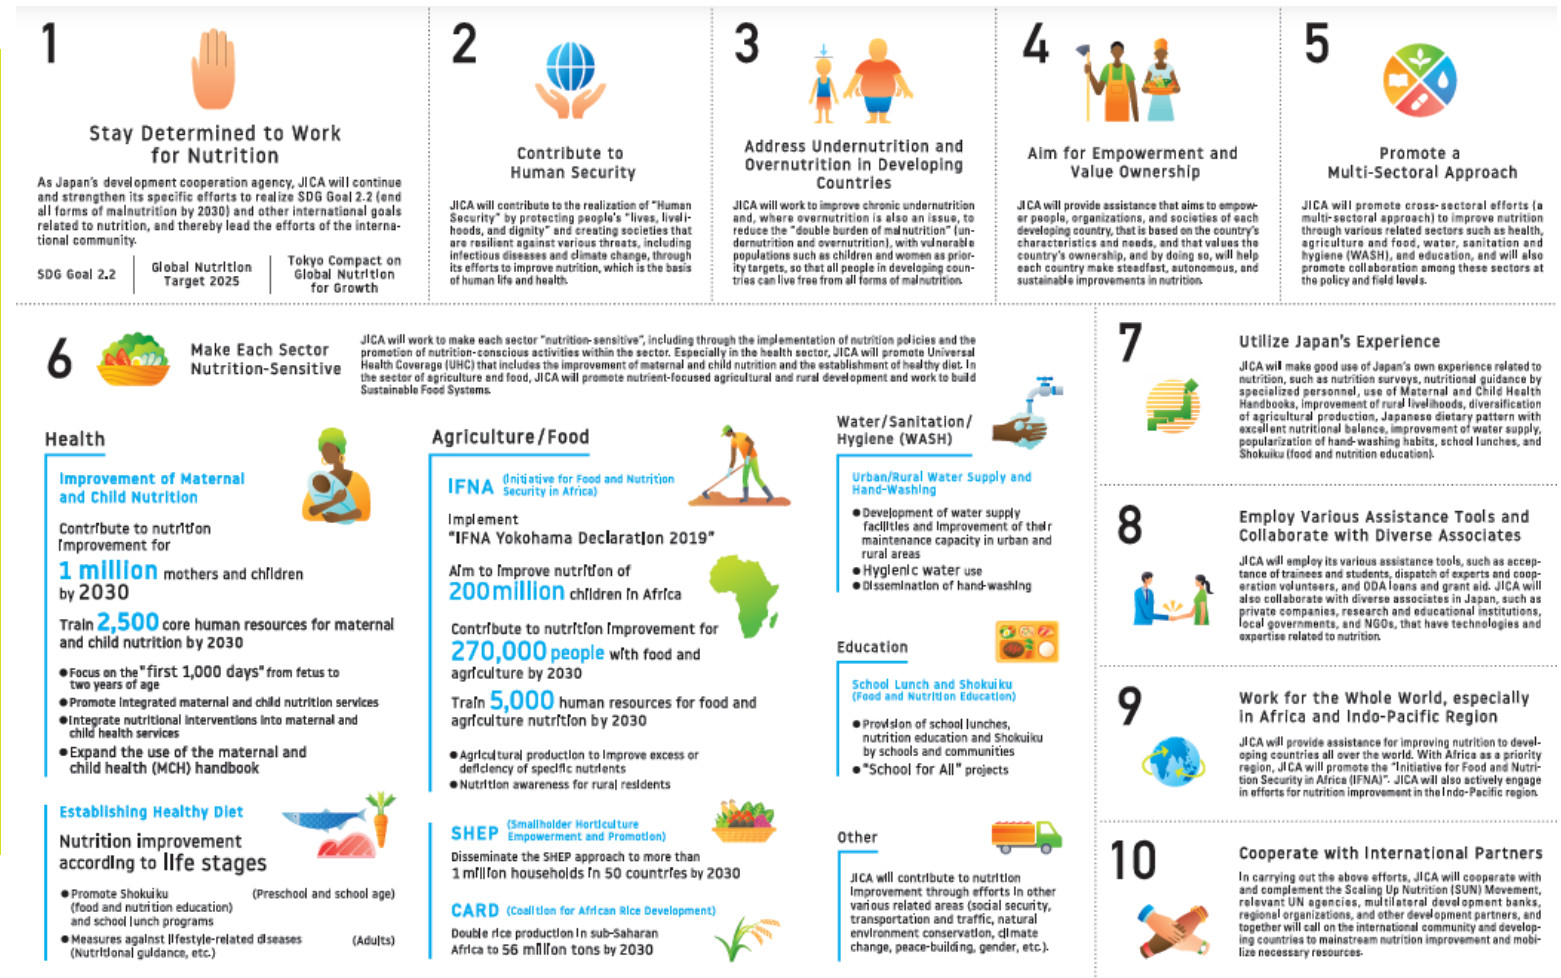 1
Stay Determined to Work
for Nutrition
As Japan's development cooperation agency, JICA will continue
and strengthen its specific efforts to realize SDG Goal 2.2 (end
all forms of malnutrition by 2030) and other international goals
related to nutrition, and thereby lead the efforts of the interna-
tional community.
SDG Goal 2.2
Global Nutrition
Target 2025
Tokyo Compact on
Global Nutrition
for Growth
2
Contribute to
Human Security
JICA will contribute to the realization of "Human
Security" by protecting people's "lives, liveli-
hoods, and dignity" and creating societies that
are resilient against various threats, including
infectious diseases and climate change, through
its efforts to improve nutrition, which is the basis
of human life and health.
3
Address Undernutrition and
Overnutrition in Developing
Countries
JICA will work to improve chronic undernutrition
and, where overnutrition is also an issue, to
reduce the "double burden of malnutrition" (un-
dernutrition and overnutrition), with vulnerable
populations such as children and women as prior-
ity targets, so that all people in developing coun-
tries can live free from all forms of malnutrition.
4
Aim for Empowerment and
Value Ownership
JICA will provide assistance that aims to empow-
er people, organizations, and societies of each
developing country, that is based on the country's
characteristics and needs, and that values the
country's ownership, and by doing so, will help
each country make steadfast, autonomous, and
sustainable improvements in nutrition.
5
Promote a
Multi-Sectoral Approach
JICA will promote cross-sectoral efforts (a
multi-sectoral approach) to improve nutrition
through various related sectors such as health,
agriculture and food, water, sanitation and
hygiene (WASH), and education, and will also
promote collaboration among these sectors at
the policy and field levels.
6
Make Each Sector
Nutrition-Sensitive
JICA will work to make each sector "nutrition-sensitive", including through the implementation of nutrition policies and the
promotion of nutrition-conscious activities within the sector. Especially in the health sector, JICA will promote Universal
Health Coverage (UHC) that includes the improvement of maternal and child nutrition and the establishment of healthy diet. In
the sector of agriculture and food, JICA will promote nutrient-focused agricultural and rural development and work to build
Sustainable Food Systems.
Health
Improvement of Maternal
and Child Nutrition
Contribute to nutrition
improvement for
1 million mothers and children
by 2030
Train 2,500 core human resources for maternal
and child nutrition by 2030
● Focus on the "first 1,000 days" from fetus to
two years of age
● Promote integrated maternal and child nutrition services
● Integrate nutritional interventions into maternal and
child health services
● Expand the use of the maternal and
child health (MCH) handbook
Establishing Healthy Diet
Nutrition improvement
according to life stages
● Promote Shokuiku (Preschool and school age)
(food and nutrition education)
and school lunch programs
● Measures against lifestyle-related diseases (Adults)
(Nutritional guidance, etc.)
Agriculture/Food
IFNA (Initiative for Food and Nutrition
Security in Africa)
Implement
"IFNA Yokohama Declaration 2019"
Aim to improve nutrition of
200 million children in Africa
Contribute to nutrition improvement for
270,000 people with food and
agriculture by 2030
Train 5,000 human resources for food and
agriculture nutrition by 2030
● Agricultural production to improve excess or
deficiency of specific nutrients
● Nutrition awareness for rural residents
SHEP (Smallholder Horticulture
Empowerment and Promotion)
Disseminate the SHEP approach to more than
1 million households in 50 countries by 2030
CARD (Coalition for African Rice Development)
Double rice production in sub-Saharan
Africa to 56 million tons by 2030
Water/Sanitation/
Hygiene (WASH)
Urban/Rural Water Supply and
Hand-Washing
● Development of water supply
facilities and improvement of their
maintenance capacity in urban and
rural areas
● Hygienic water use
● Dissemination of hand-washing
Education
School Lunch and Shokuiku
(Food and Nutrition Education)
● Provision of school lunches,
nutrition education and Shokuiku
by schools and communities
● "School for All" projects
Other
JICA will contribute to nutrition
improvement through efforts in other
various related areas (social security,
transportation and traffic, natural
environment conservation, climate
change, peace-building, gender, etc.).
7
Utilize Japan's Experience
JICA will make good use of Japan's own experience related to
nutrition, such as nutrition surveys, nutritional guidance by
specialized personnel, use of Maternal and Child Health
Handbooks, improvement of rural livelihoods, diversification
of agricultural production, Japanese dietary pattern with
excellent nutritional balance, improvement of water supply,
popularization of hand-washing habits, school lunches, and
Shokuiku (food and nutrition education).
8
Employ Various Assistance Tools and
Collaborate with Diverse Associates
JICA will employ its various assistance tools, such as accep-
tance of trainees and students, dispatch of experts and coop-
eration volunteers, and ODA loans and grant aid. JICA will
also collaborate with diverse associates in Japan, such as
private companies, research and educational institutions,
local governments, and NGOs, that have technologies and
expertise related to nutrition.
9
Work for the Whole World, especially
in Africa and Indo-Pacific Region
JICA will provide assistance for improving nutrition to devel-
oping countries all over the world. With Africa as a priority
region, JICA will promote the "Initiative for Food and Nutri-
tion Security in Africa (IFNA)". JICA will also actively engage
in efforts for nutrition improvement in the Indo-Pacific region.
10
Cooperate with International Partners
In carrying out the above efforts, JICA will cooperate with
and complement the Scaling Up Nutrition (SUN) Movement,
relevant UN agencies, multilateral development banks,
regional organizations, and other development partners, and
together will call on the international community and develop-
ing countries to mainstream nutrition improvement and mobi-
lize necessary resources.